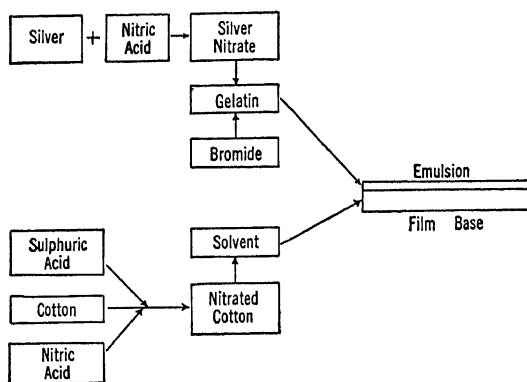 Silver + Nitric Acid
Silver Nitrate
Gelatin
Bromide
Emulsion
Film Base
Sulphuric Acid
Cotton
Nitric Acid
Solvent
Nitrated Cotton